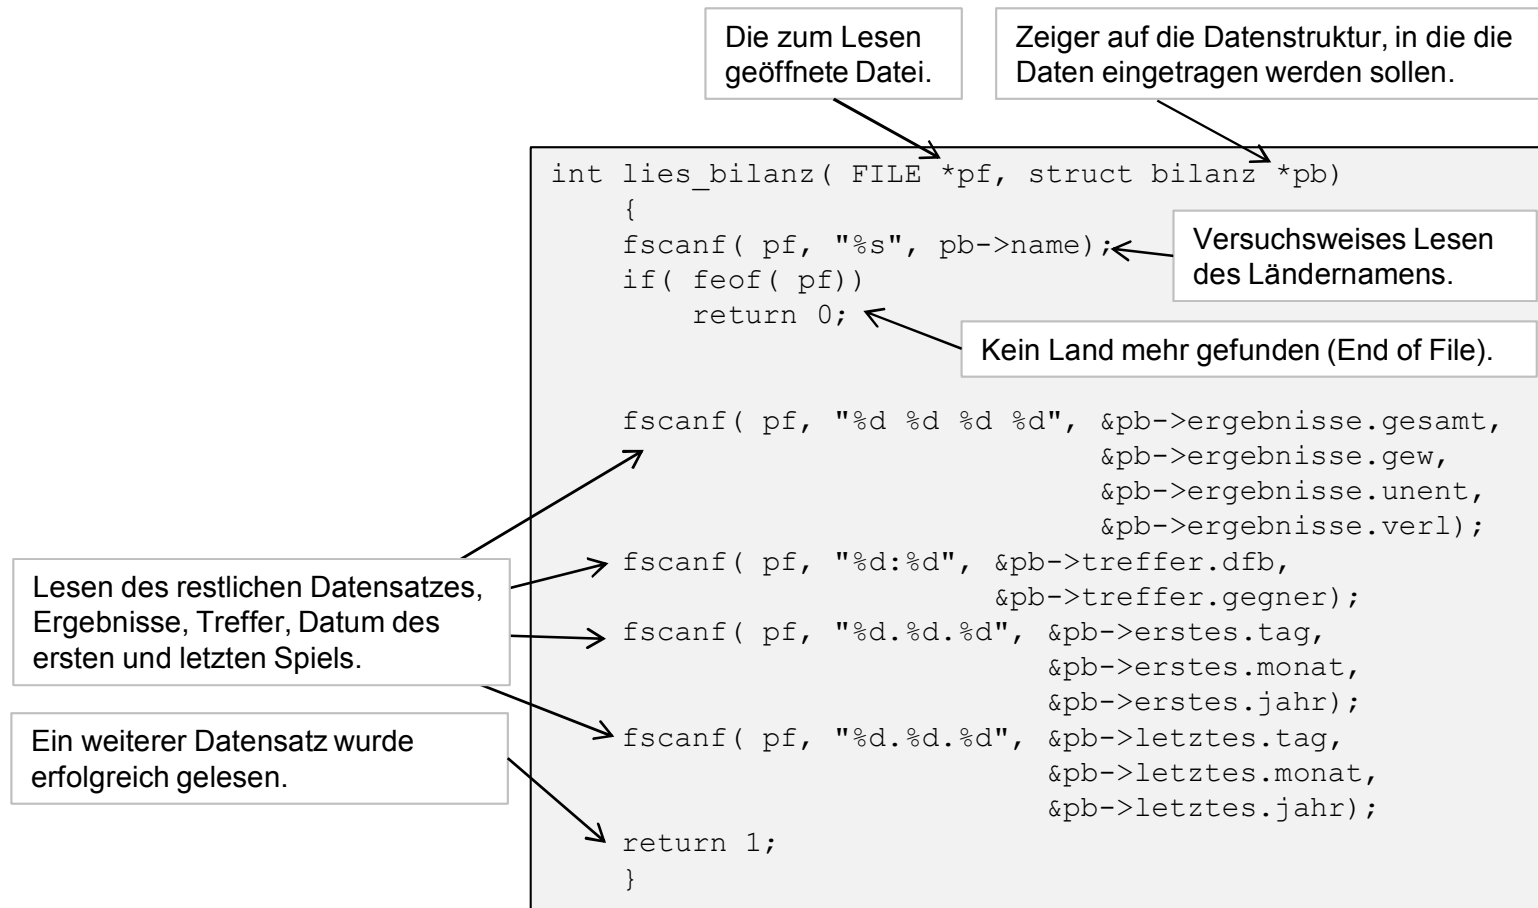 Die zum Lesen
geöffnete Datei.
Zeiger auf die Datenstruktur, in die die
Daten eingetragen werden sollen.
int lies_bilanz( FILE *pf, struct bilanz *pb)
{
fscanf( pf, "%s", pb->name);
Versuchsweises Lesen
des Ländernamens.
if( feof( pf))
return 0;
Kein Land mehr gefunden (End of File).
fscanf( pf, "%d %d %d %d", &pb->ergebnisse.gesamt,
&pb->ergebnisse.gew,
&pb->ergebnisse.unent,
&pb->ergebnisse.verl);
Lesen des restlichen Datensatzes,
Ergebnisse, Treffer, Datum des
ersten und letzten Spiels.
fscanf( pf, "%d:%d", &pb->treffer.dfb,
&pb->treffer.gegner);
fscanf( pf, "%d.%d.%d", &pb->erstes.tag,
&pb->erstes.monat,
&pb->erstes.jahr);
Ein weiterer Datensatz wurde
erfolgreich gelesen.
fscanf( pf, "%d.%d.%d", &pb->letztes.tag,
&pb->letztes.monat,
&pb->letztes.jahr);
return 1;
}